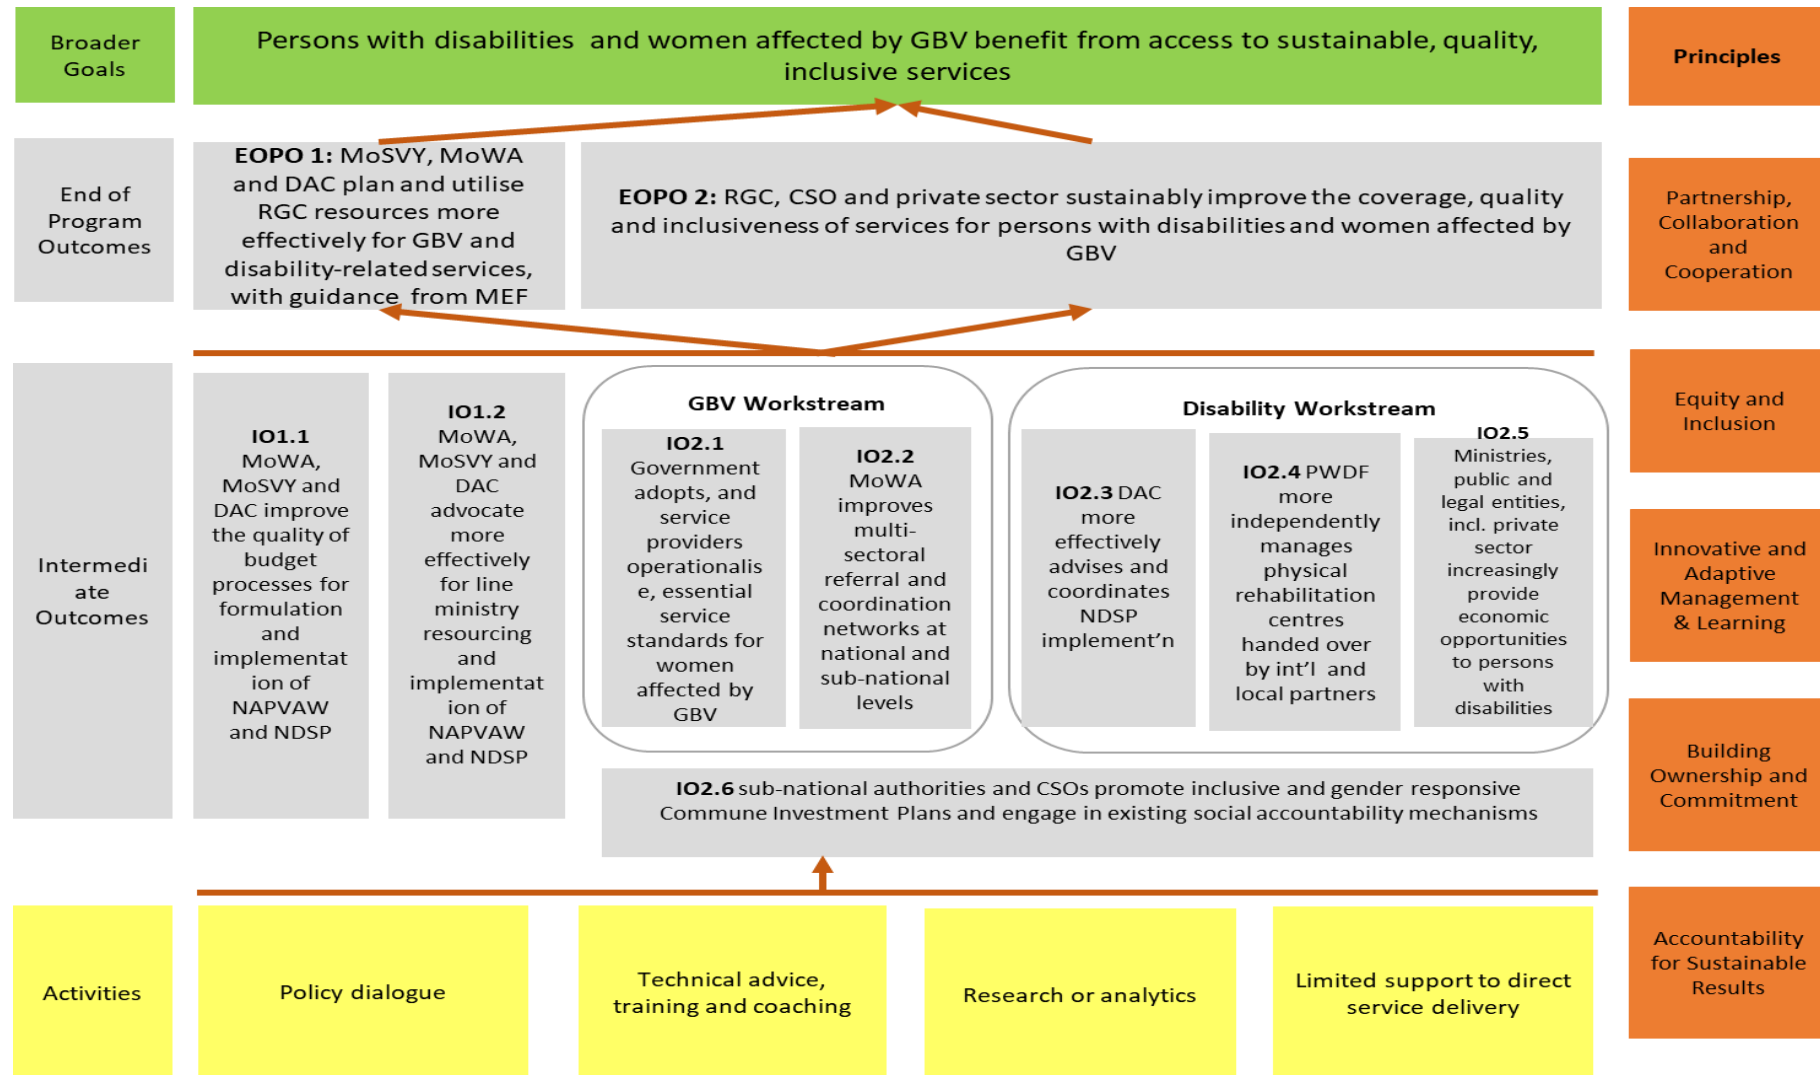 Broader
Goals
Persons with disabilities and women affected by GBV benefit from access to sustainable, quality,
inclusive services
Principles
End of
Program
Outcomes
EOPO 1: MoSVY, MoWA
and DAC plan and utilise
RGC resources more
effectively for GBV and
disability-related services,
with guidance from MEF
EOPO 2: RGC, CSO and private sector sustainably improve the coverage, quality
and inclusiveness of services for persons with disabilities and women affected by
GBV
Partnership,
Collaboration
and
Cooperation
Intermedi
ate
Outcomes
IO1.1
MoWA,
MoSVY and
DAC improve
the quality of
budget
processes for
formulation
and
implementat
ion of
NAPVAW
and NDSP
IO1.2
MoWA,
MoSVY and
DAC
advocate
more
effectively
for line
ministry
resourcing
and
implementat
ion of
NAPVAW
and NDSP
GBV Workstream
IO2.1
Government
adopts, and
service
providers
operationalis
e, essential
service
standards for
women
affected by
GBV
IO2.2
MoWA
improves
multi-
sectoral
referral and
coordination
networks at
national and
sub-national
levels
Disability Workstream
IO2.3 DAC
more
effectively
advises and
coordinates
NDSP
implement’n
IO2.4 PWDF
more
independently
manages
physical
rehabilitation
centres
handed over
by int’l and
local partners
IO2.5
Ministries,
public and
legal entities,
incl. private
sector
increasingly
provide
economic
opportunities
to persons
with
disabilities
IO2.6 sub-national authorities and CSOs promote inclusive and gender responsive
Commune Investment Plans and engage in existing social accountability mechanisms
Equity and
Inclusion
Innovative and
Adaptive
Management
& Learning
Building
Ownership and
Commitment
Activities
Policy dialogue
Technical advice,
training and coaching
Research or analytics
Limited support to direct
service delivery
Accountability
for Sustainable
Results